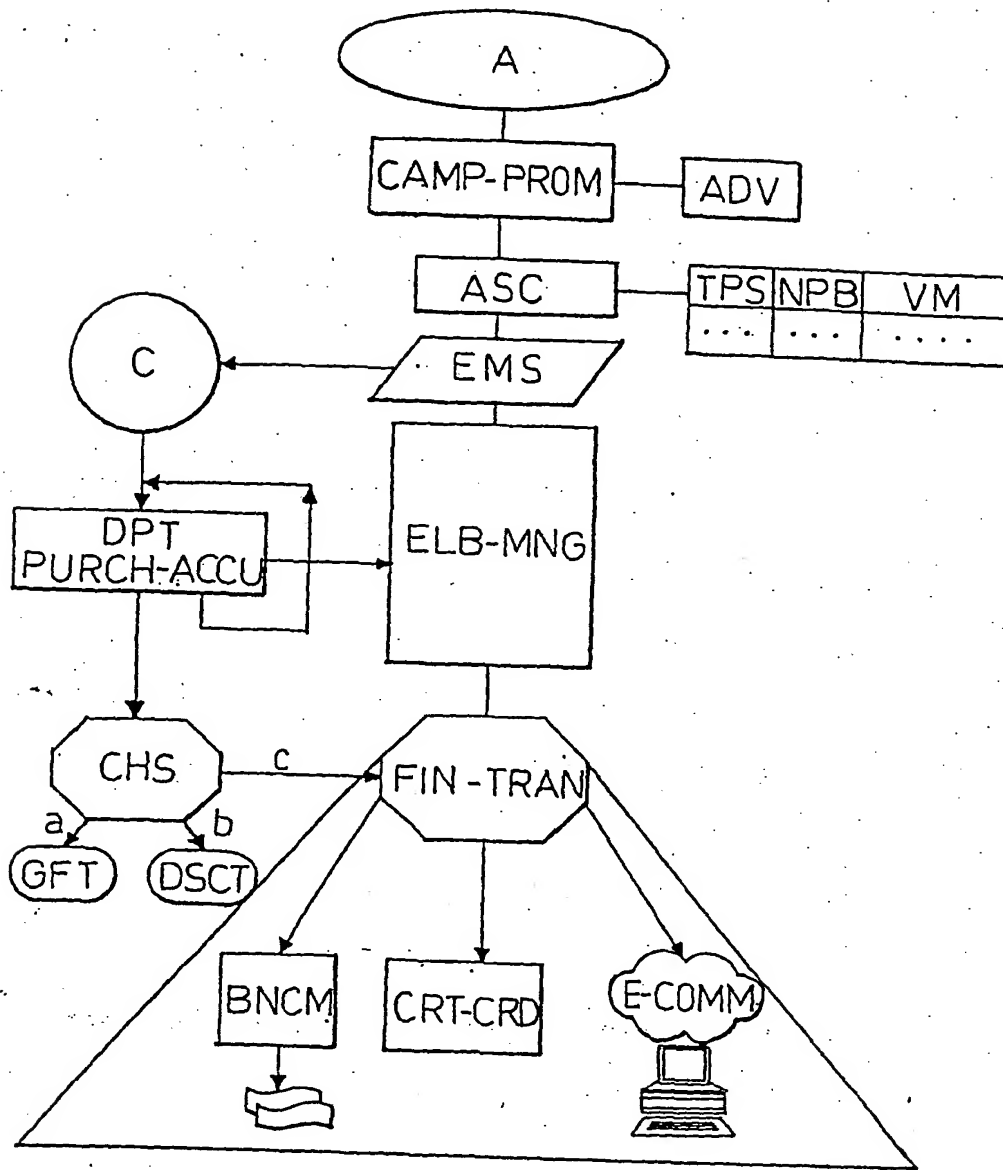 A
CAMP-PROM
ADV
ASC
TPS NPB VM
... ... ....
C
EMS
DPT
PURCH-ACCU
ELB-MNG
CHS
c
FIN-TRAN
a
b
GFT
DSCT
BNCM
CRT-CRD
E-COMM